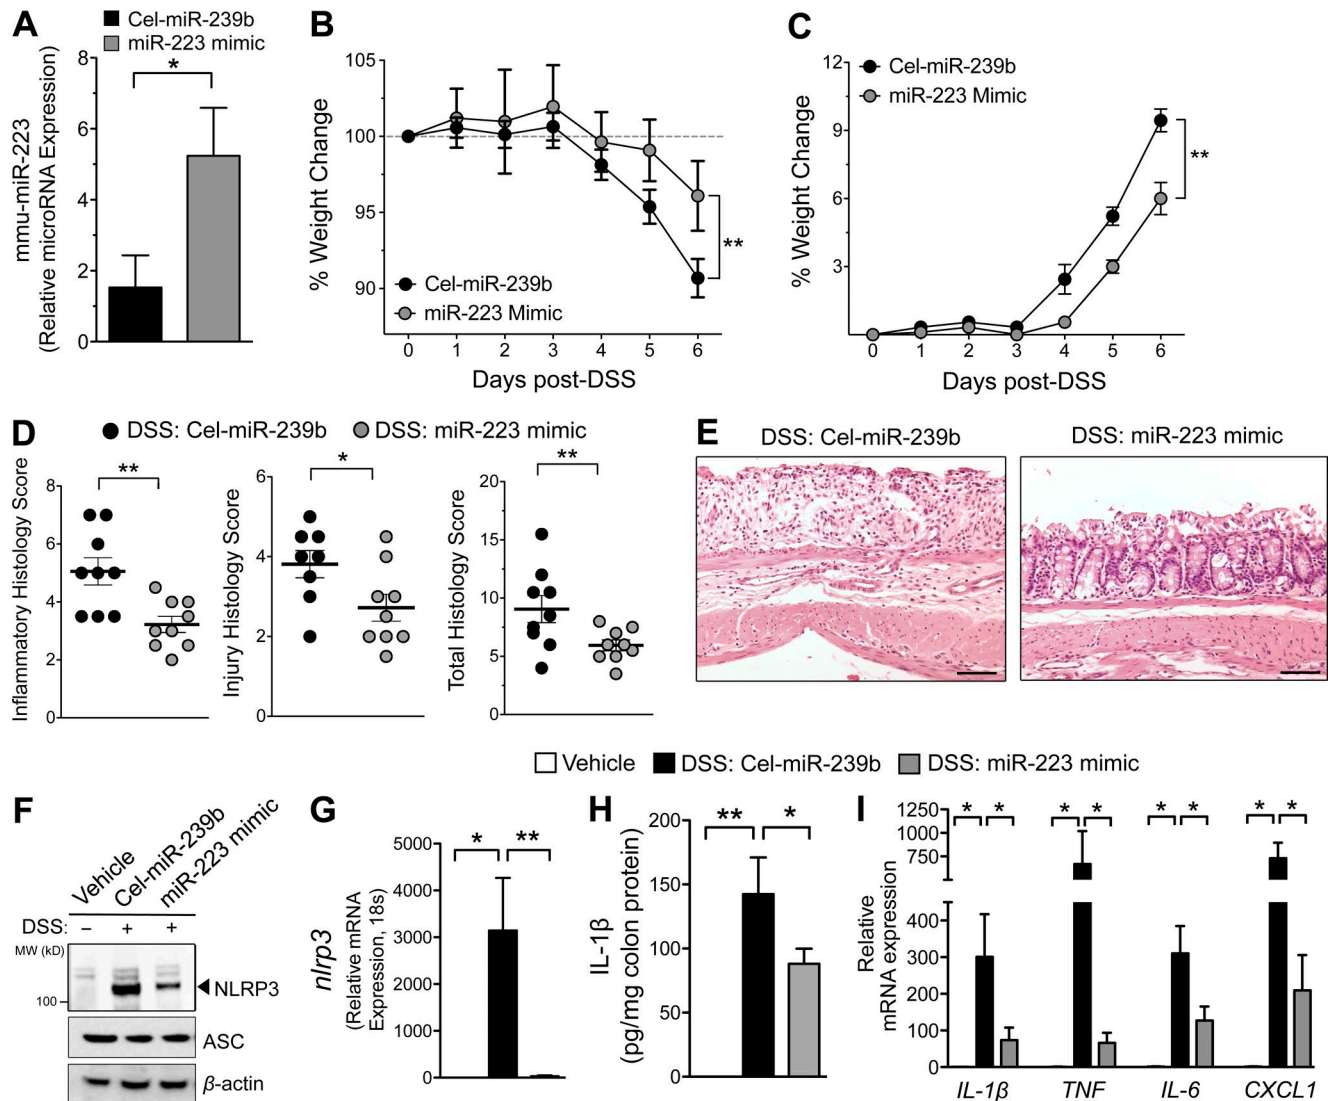 A
Cel-miR-239b
miR-223 mimic
mmu-miR-223
(Relative microRNA Expression)
8
6
4
2
0
*
B
% Weight Change
105
100
95
90
Cel-miR-239b
miR-223 Mimic
**
0 1 2 3 4 5 6
Days post-DSS
C
% Weight Change
12
9
6
3
Cel-miR-239b
miR-223 Mimic
**
0 1 2 3 4 5 6
Days post-DSS
D
DSS: Cel-miR-239b DSS: miR-223 mimic
Inflammatory Histology Score
8
6
4
2
0
**
Injury Histology Score
6
4
2
0
*
Total Histology Score
20
15
10
5
0
**
E
DSS: Cel-miR-239b DSS: miR-223 mimic
Vehicle DSS: Cel-miR-239b DSS: miR-223 mimic
F
Vehicle
Cel-miR-239b
miR-223 mimic
DSS: – + +
MW (kD)
100
NLRP3
ASC
β-actin
G
nlrp3
(Relative mRNA
Expression, 18s)
5000
4000
3000
2000
1000
0
* **
H
IL-1β
(pg/mg colon protein)
200
150
100
50
0
** *
I
Relative
mRNA expression
1250
1000
750
400
300
200
100
0
* * * * * * * *
IL-1β TNF IL-6 CXCL1